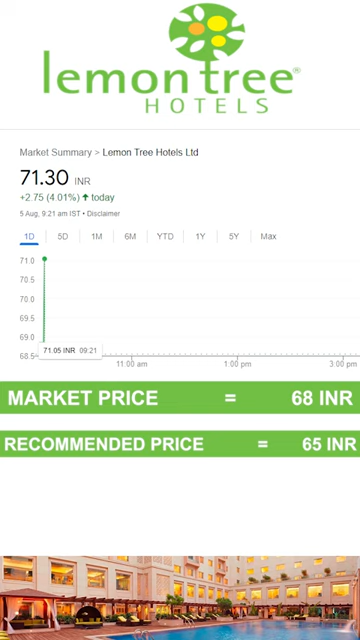 lemon tree®
HOTELS
Market Summary > Lemon Tree Hotels Ltd
71.30 INR
+2.75 (4.01%) ↑ today
5 Aug, 9:21 am IST • Disclaimer
1D 5D 1M 6M YTD 1Y 5Y Max
71.0
70.5
70.0
69.5
69.0
68.5
71.05 INR 09:21
11:00 am 1:00 pm 3:00 pm
MARKET PRICE = 68 INR
RECOMMENDED PRICE = 65 INR